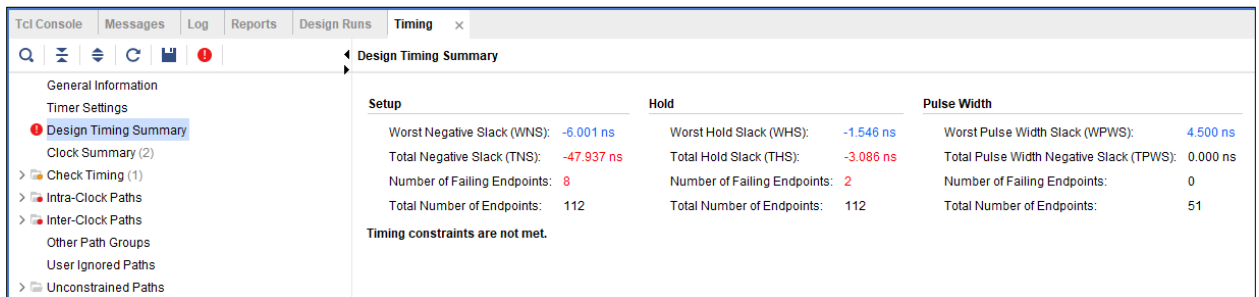 Tcl Console Messages Log Reports Design Runs Timing ×
Design Timing Summary
General Information
Timer Settings
Design Timing Summary
Clock Summary (2)
Check Timing (1)
Intra-Clock Paths
Inter-Clock Paths
Other Path Groups
User Ignored Paths
Unconstrained Paths
Setup Hold Pulse Width
Worst Negative Slack (WNS): -6.001 ns Worst Hold Slack (WHS): -1.546 ns Worst Pulse Width Slack (WPWS): 4.500 ns
Total Negative Slack (TNS): -47.937 ns Total Hold Slack (THS): -3.086 ns Total Pulse Width Negative Slack (TPWS): 0.000 ns
Number of Failing Endpoints: 8 Number of Failing Endpoints: 2 Number of Failing Endpoints: 0
Total Number of Endpoints: 112 Total Number of Endpoints: 112 Total Number of Endpoints: 51
Timing constraints are not met.